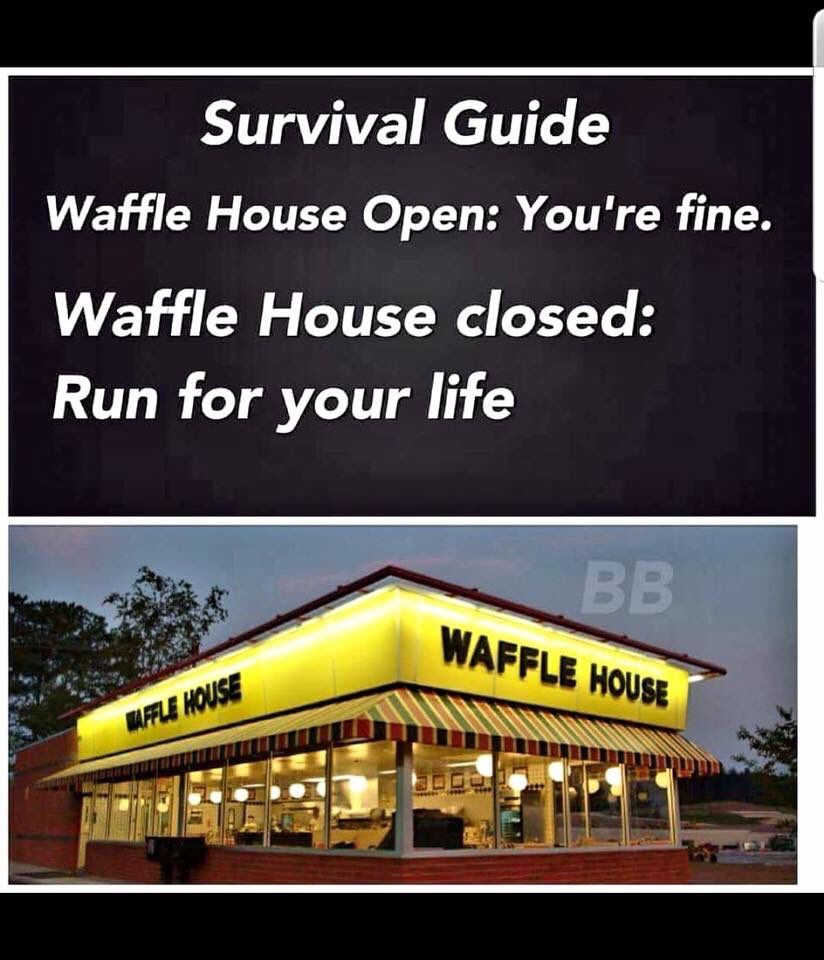 Survival Guide
Waffle House Open: You're fine.
Waffle House closed:
Run for your life
BB
WAFFLE HOUSE
WAFFLE HOUSE